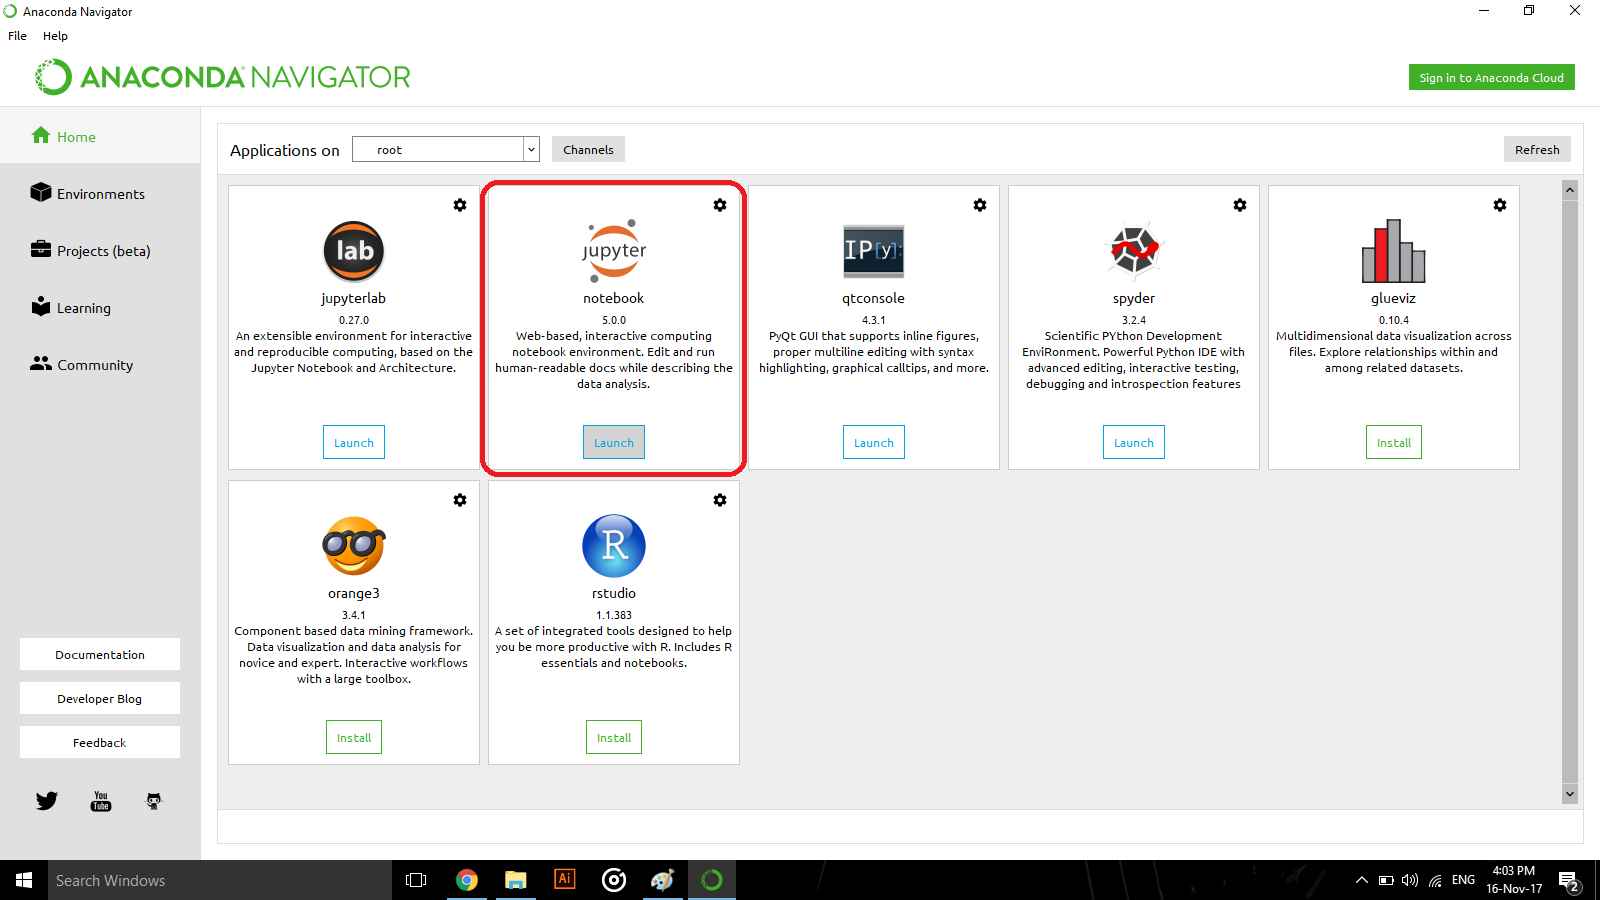 Anaconda Navigator
File Help
ANACONDA NAVIGATOR
Sign in to Anaconda Cloud
Home
Environments
Projects (beta)
Learning
Community
Documentation
Developer Blog
Feedback
You
Tube
Applications on root Channels Refresh
lab
jupyterlab
0.27.0
An extensible environment for interactive
and reproducible computing, based on the
Jupyter Notebook and Architecture.
Launch
jupyter
notebook
5.0.0
Web-based, interactive computing
notebook environment. Edit and run
human-readable docs while describing the
data analysis.
Launch
IP[y]:
qtconsole
4.3.1
PyQt GUI that supports inline figures,
proper multiline editing with syntax
highlighting, graphical calltips, and more.
Launch
spyder
3.2.4
Scientific PYthon Development
EnviRonment. Powerful Python IDE with
advanced editing, interactive testing,
debugging and introspection features
Launch
glueviz
0.10.4
Multidimensional data visualization across
files. Explore relationships within and
among related datasets.
Install
orange3
3.4.1
Component based data mining framework.
Data visualization and data analysis for
novice and expert. Interactive workflows
with a large toolbox.
Install
R
rstudio
1.1.383
A set of integrated tools designed to help
you be more productive with R. Includes R
essentials and notebooks.
Install
Search Windows
Ai
ENG
4:03 PM
16-Nov-17
2